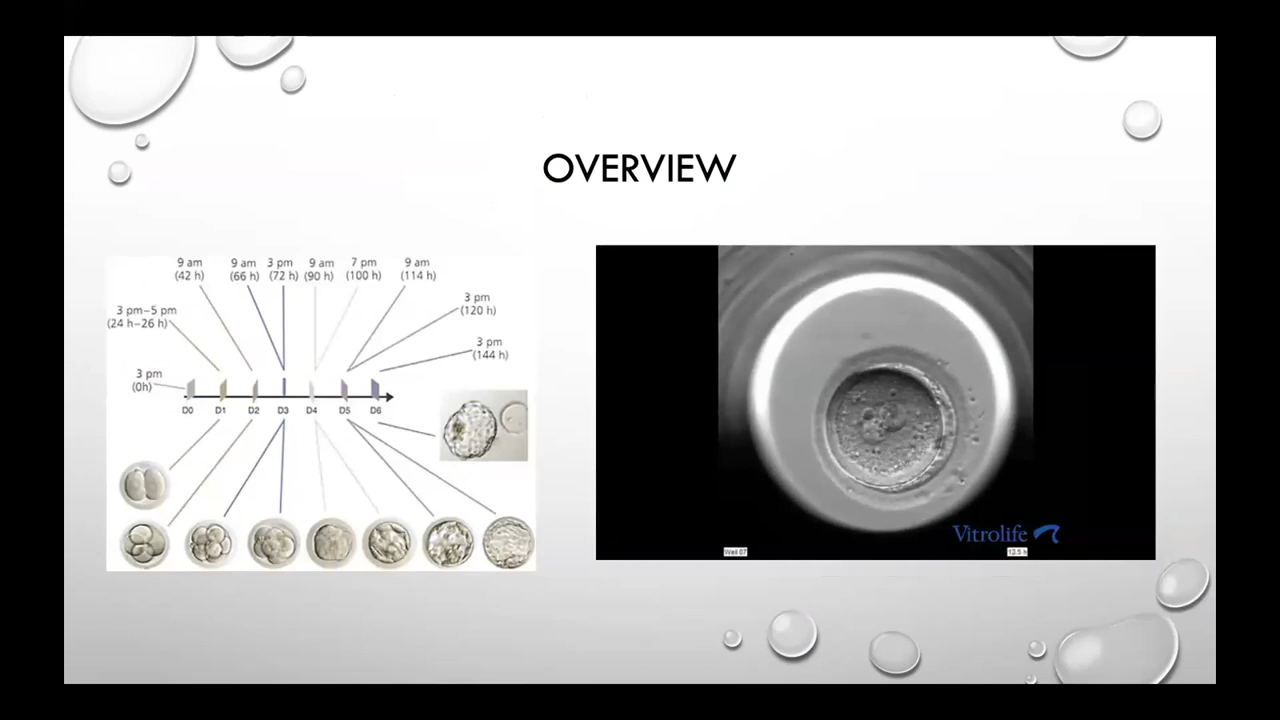 OVERVIEW
9 am
(42 h)
9 am
(66 h)
3 pm
(72 h)
9 am
(90 h)
7 pm
(100 h)
9 am
(114 h)
3 pm–5 pm
(24 h–26 h)
3 pm
(120 h)
3 pm
(144 h)
3 pm
(0h)
D0 D1 D2 D3 D4 D5 D6
Vitrolife
Well 07
12.5 h